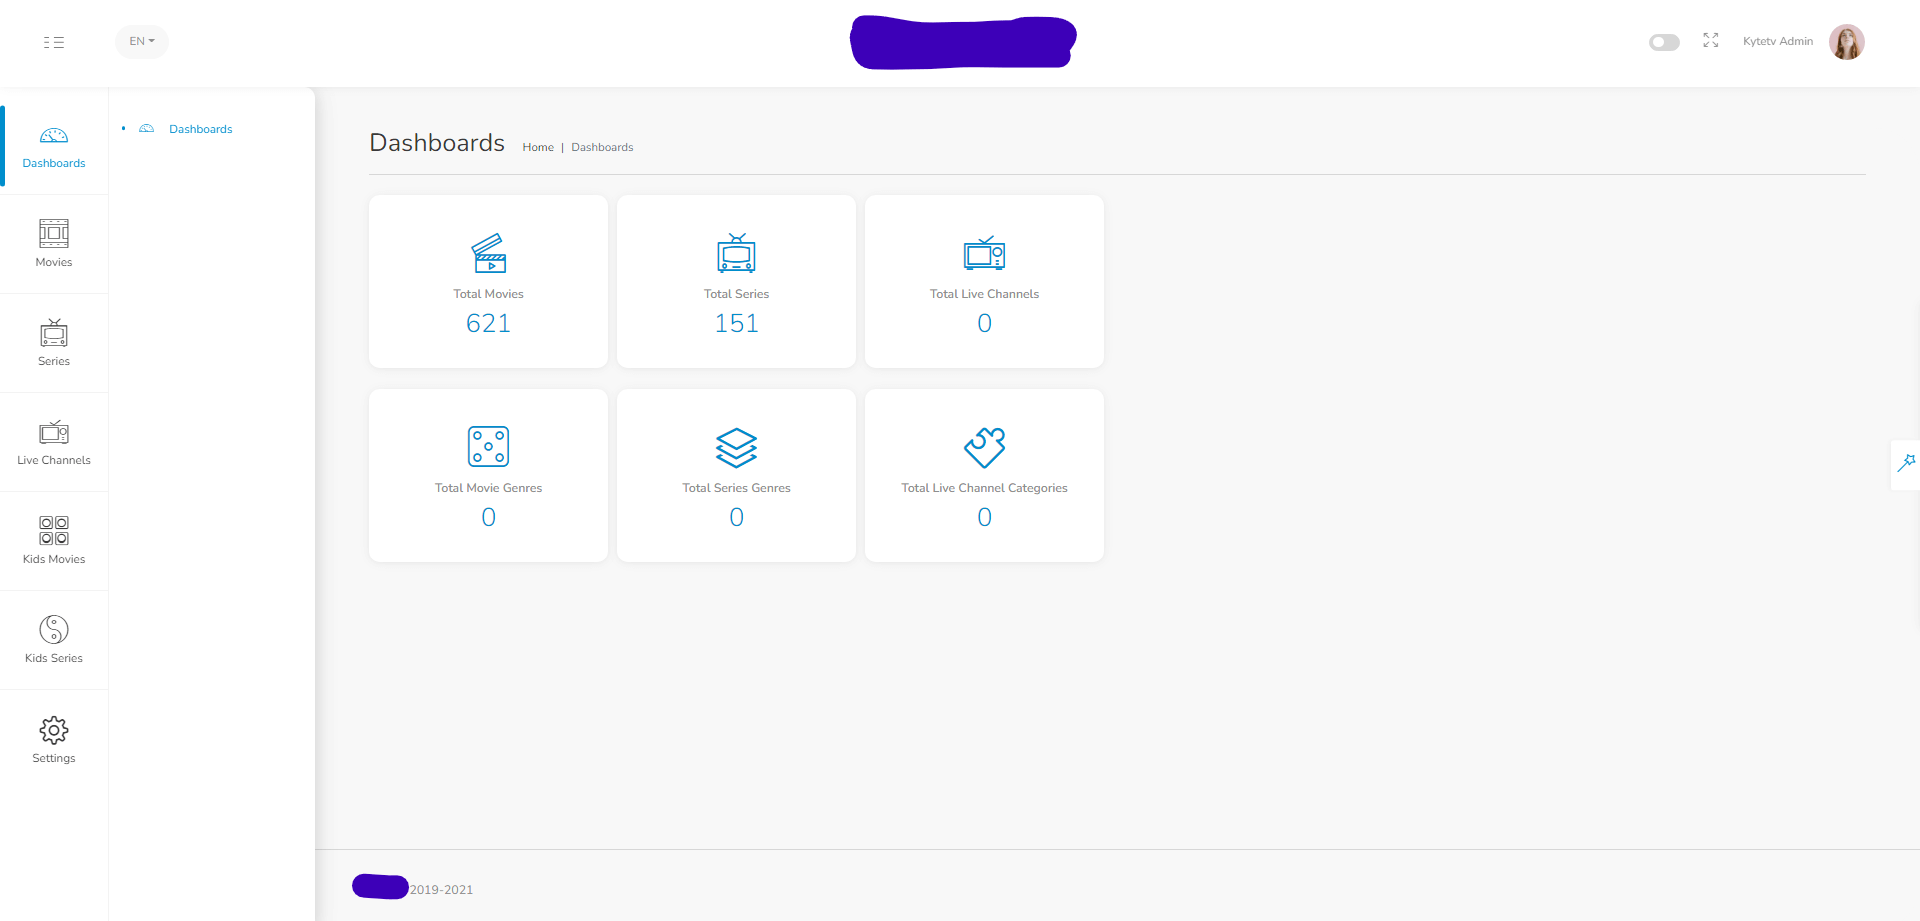 EN
Kytetv Admin
Dashboards
Movies
Series
Live Channels
Kids Movies
Kids Series
Settings
Dashboards
Dashboards
Home | Dashboards
Total Movies
621
Total Series
151
Total Live Channels
0
Total Movie Genres
0
Total Series Genres
0
Total Live Channel Categories
0
2019-2021